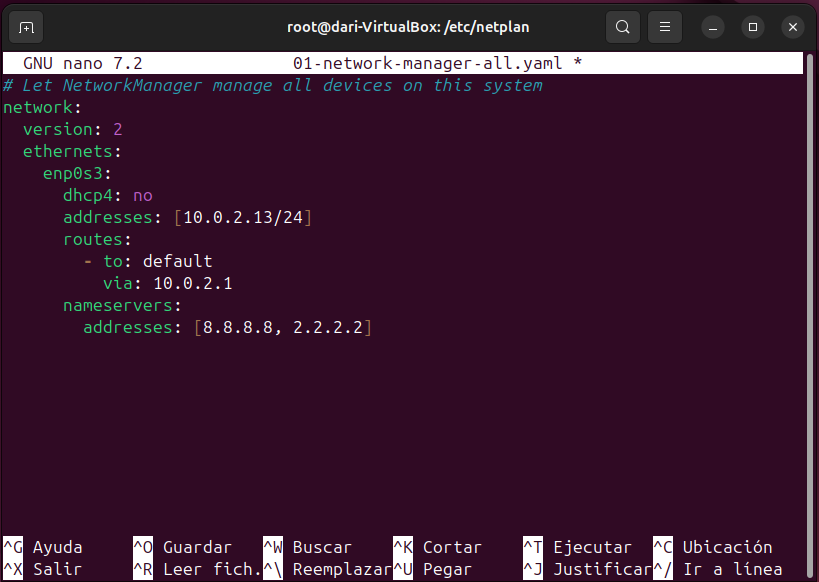 root@dari-VirtualBox: /etc/netplan
GNU nano 7.2 01-network-manager-all.yaml *
# Let NetworkManager manage all devices on this system
network:
  version: 2
  ethernets:
    enp0s3:
      dhcp4: no
      addresses: [10.0.2.13/24]
      routes:
        - to: default
          via: 10.0.2.1
      nameservers:
        addresses: [8.8.8.8, 2.2.2.2]
^G Ayuda ^O Guardar ^W Buscar ^K Cortar ^T Ejecutar ^C Ubicación
^X Salir ^R Leer fich. ^\ Reemplazar ^U Pegar ^J Justificar ^/ Ir a línea